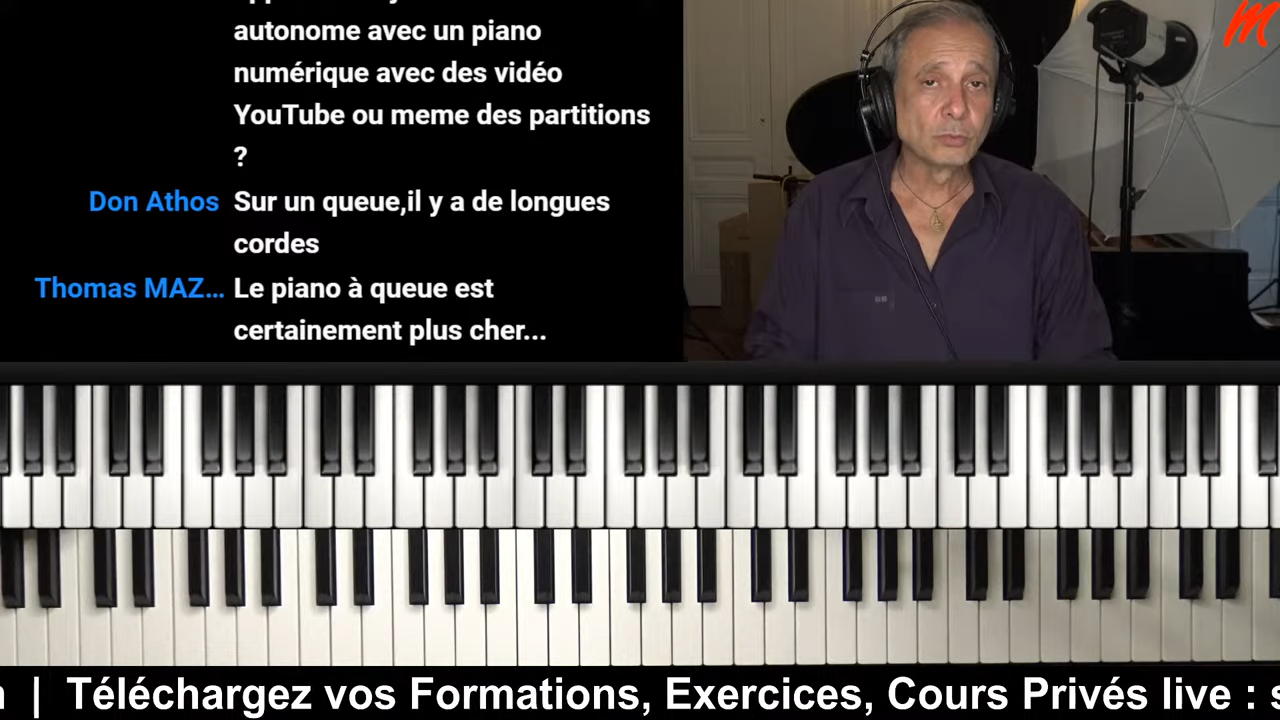 autonome avec un piano
numérique avec des vidéo
YouTube ou meme des partitions
?
Don Athos Sur un queue,il y a de longues
cordes
Thomas MAZ… Le piano à queue est
certainement plus cher...
M
| Téléchargez vos Formations, Exercices, Cours Privés live :